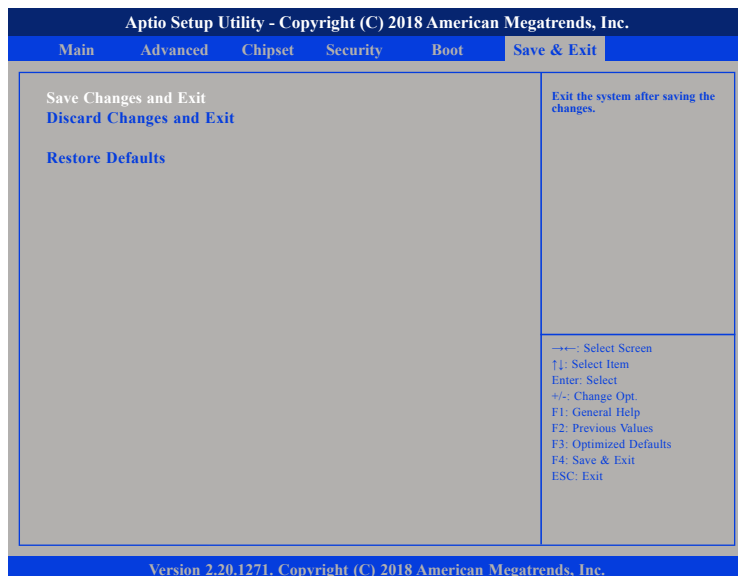 Aptio Setup Utility - Copyright (C) 2018 American Megatrends, Inc.
Main Advanced Chipset Security Boot Save & Exit
Save Changes and Exit
Discard Changes and Exit
Restore Defaults
Exit the system after saving the
changes.
→←: Select Screen
↑↓: Select Item
Enter: Select
+/-: Change Opt.
F1: General Help
F2: Previous Values
F3: Optimized Defaults
F4: Save & Exit
ESC: Exit
Version 2.20.1271. Copyright (C) 2018 American Megatrends, Inc.